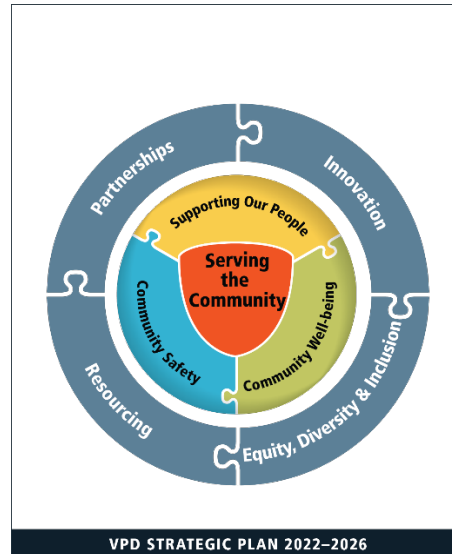 Partnerships
Innovation
Supporting Our People
Serving
the
Community
Community Safety
Community Well-being
Resourcing
Equity, Diversity & Inclusion
VPD STRATEGIC PLAN 2022–2026